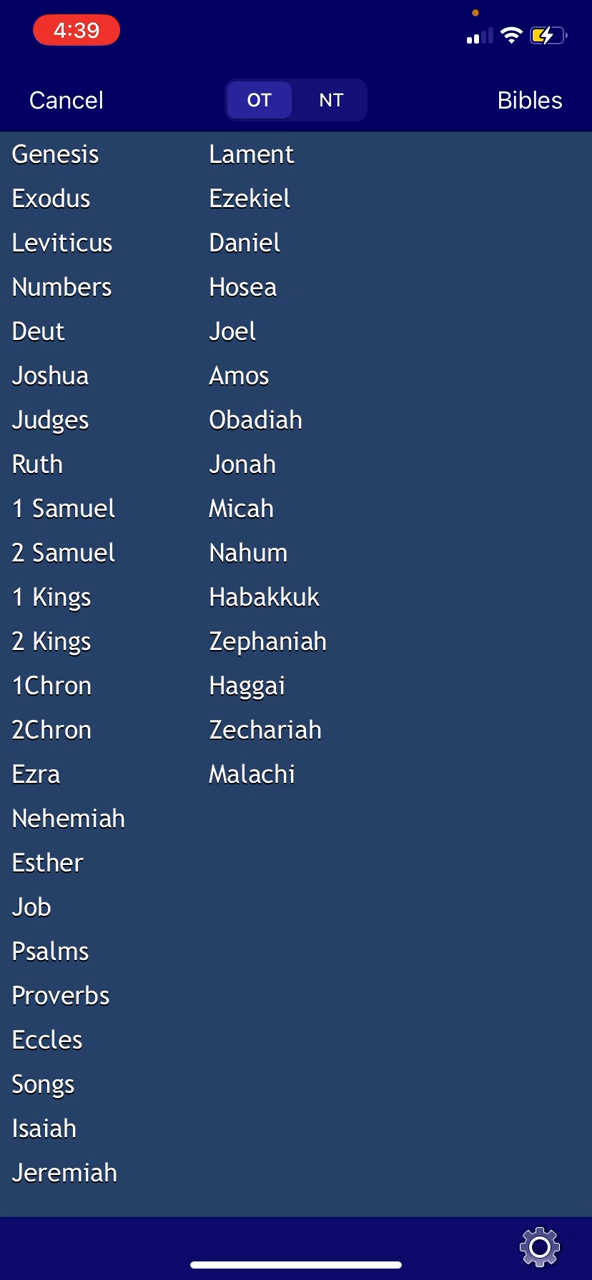 4:39
Cancel
OT
NT
Bibles
Genesis
Exodus
Leviticus
Numbers
Deut
Joshua
Judges
Ruth
1 Samuel
2 Samuel
1 Kings
2 Kings
1Chron
2Chron
Ezra
Nehemiah
Esther
Job
Psalms
Proverbs
Eccles
Songs
Isaiah
Jeremiah
Lament
Ezekiel
Daniel
Hosea
Joel
Amos
Obadiah
Jonah
Micah
Nahum
Habakkuk
Zephaniah
Haggai
Zechariah
Malachi